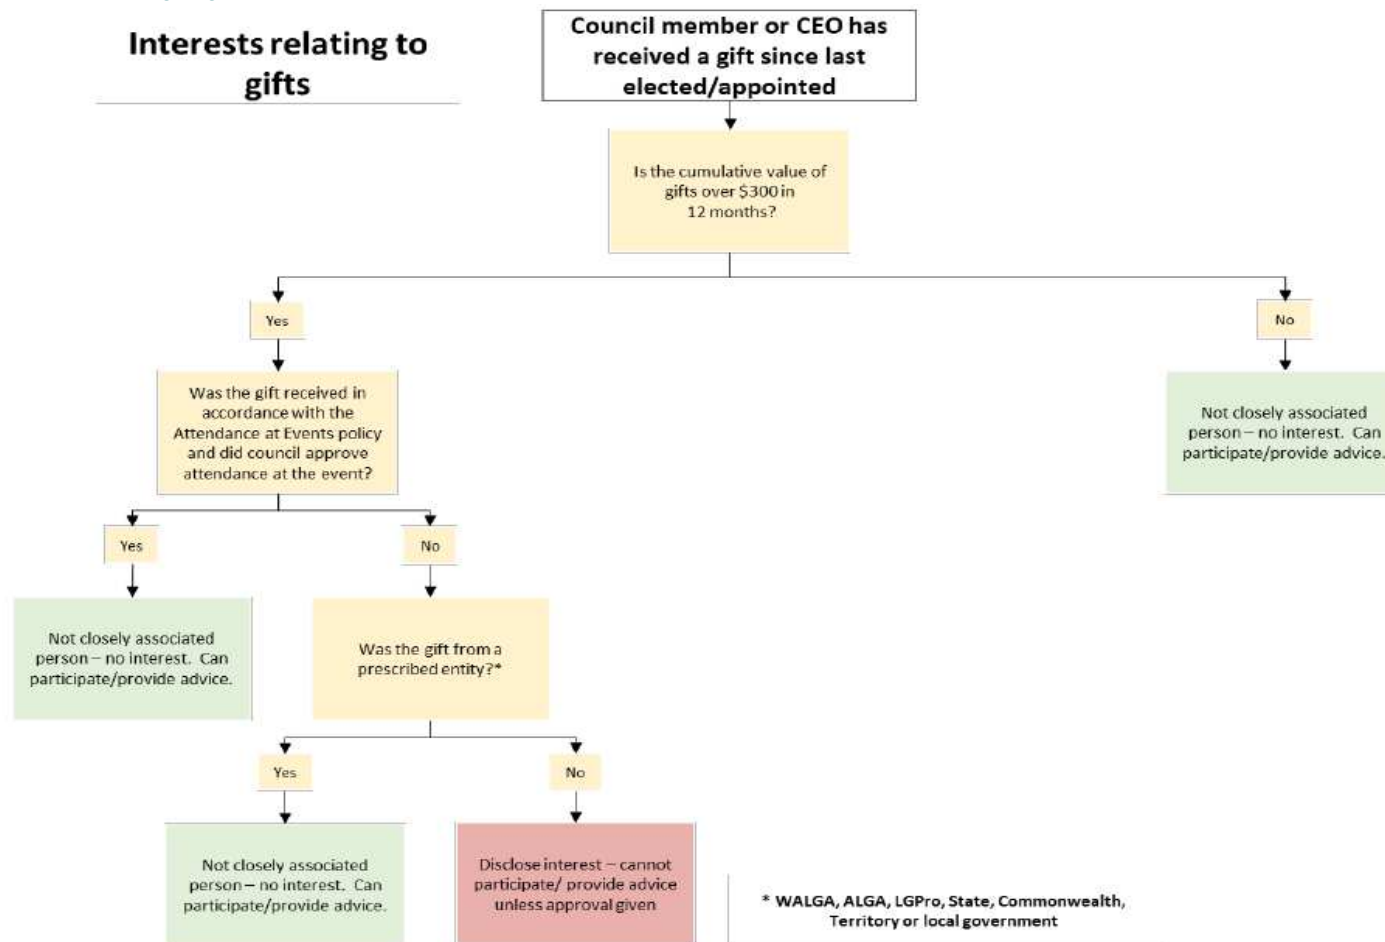 Interests relating to
gifts
Council member or CEO has
received a gift since last
elected/appointed
Is the cumulative value of
gifts over $300 in
12 months?
Yes
No
Was the gift received in
accordance with the
Attendance at Events policy
and did council approve
attendance at the event?
Not closely associated
person – no interest. Can
participate/provide advice.
Yes
No
Not closely associated
person – no interest. Can
participate/provide advice.
Was the gift from a
prescribed entity?*
Yes
No
Not closely associated
person – no interest. Can
participate/provide advice.
Disclose interest – cannot
participate/ provide advice
unless approval given
* WALGA, ALGA, LGPro, State, Commonwealth,
Territory or local government